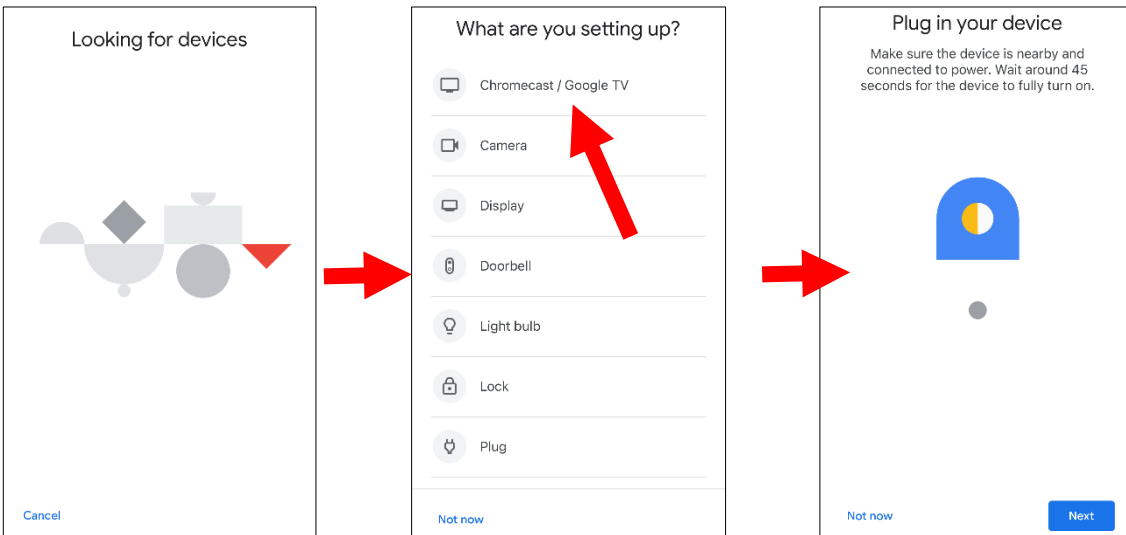 Looking for devices
Cancel
What are you setting up?
Chromecast / Google TV
Camera
Display
Doorbell
Light bulb
Lock
Plug
Not now
Plug in your device
Make sure the device is nearby and
connected to power. Wait around 45
seconds for the device to fully turn on.
Not now
Next